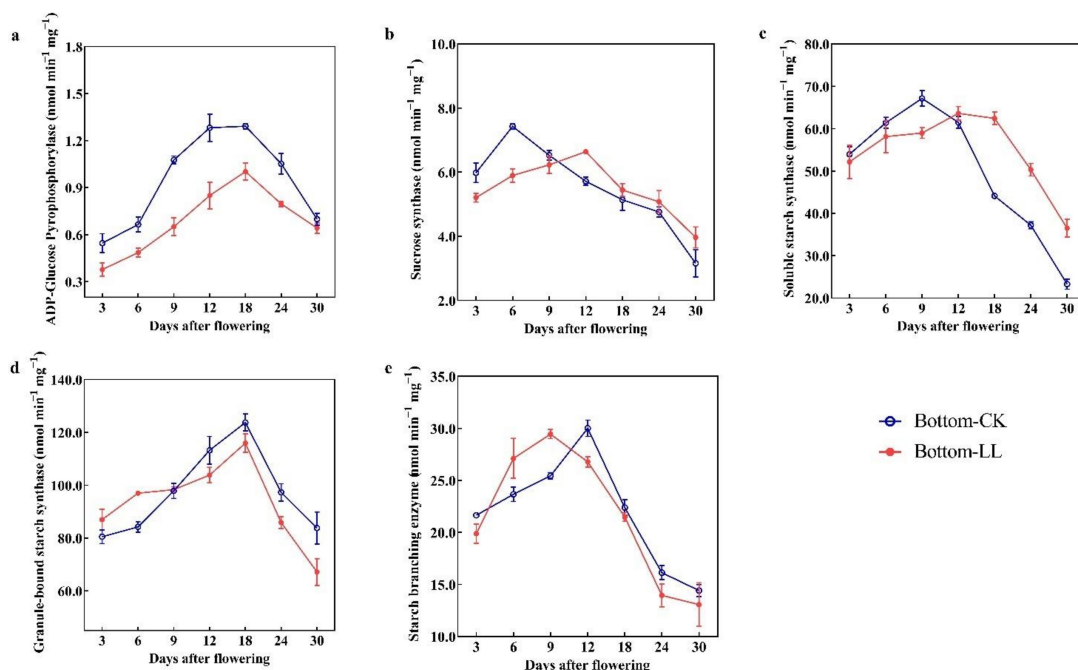 a
ADP-Glucose Pyrophosphorylase (nmol min⁻¹ mg⁻¹)
1.8
1.5
1.2
0.9
0.6
0.3
3 6 9 12 18 24 30
Days after flowering
b
Sucrose synthase (nmol min⁻¹ mg⁻¹)
10.0
8.0
6.0
4.0
2.0
3 6 9 12 18 24 30
Days after flowering
c
Soluble starch synthase (nmol min⁻¹ mg⁻¹)
80.0
70.0
60.0
50.0
40.0
30.0
20.0
3 6 9 12 18 24 30
Days after flowering
d
Granule-bound starch synthase (nmol min⁻¹ mg⁻¹)
140.0
120.0
100.0
80.0
60.0
3 6 9 12 18 24 30
Days after flowering
e
Starch branching enzyme (nmol min⁻¹ mg⁻¹)
35.0
30.0
25.0
20.0
15.0
10.0
3 6 9 12 18 24 30
Days after flowering
Bottom-CK
Bottom-LL